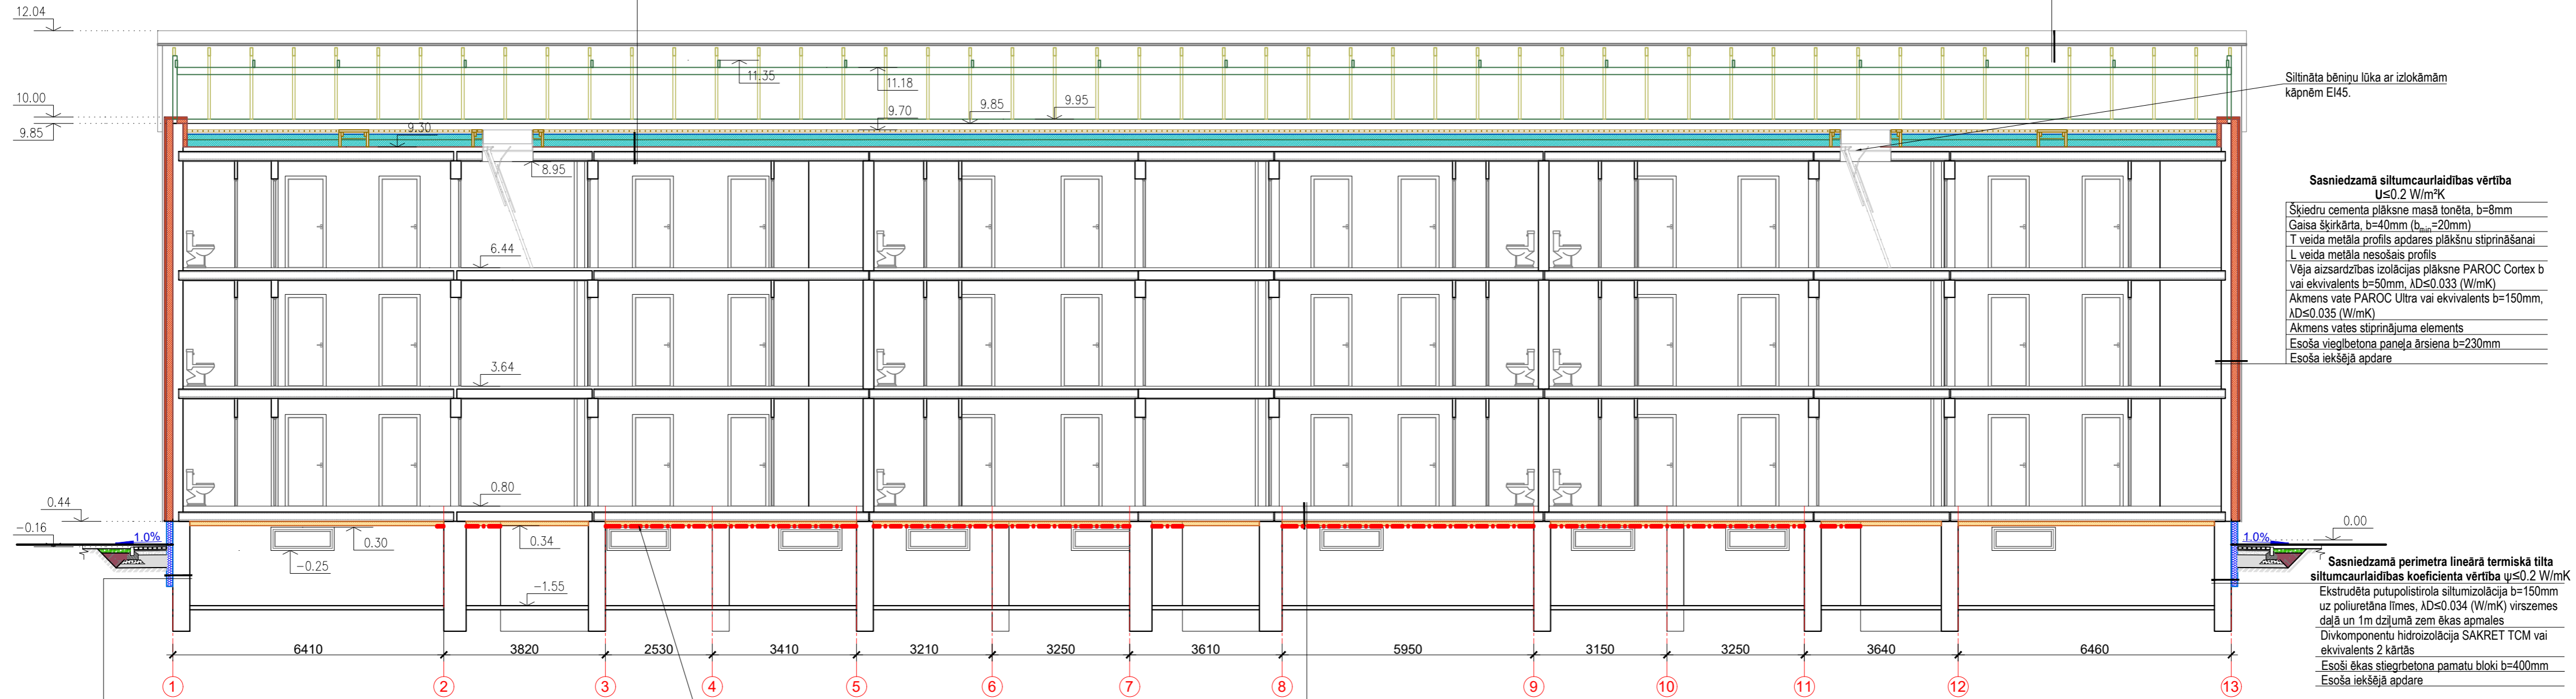 12.04
11.35
11.18
10.00
9.85
9.70
9.85
9.95
9.30
8.95
Siltināta bēniņu lūka ar izlokāmām
kāpnēm EI45.
Sasniedzamā siltumcaurlaidības vērtība
U≤0.2 W/m²K
Šķiedru cementa plāksne masā tonēta, b=8mm
Gaisa šķirkārta, b=40mm (bmin=20mm)
T veida metāla profils apdares plākšņu stiprināšanai
L veida metāla nesošais profils
Vēja aizsardzības izolācijas plāksne PAROC Cortex b
vai ekvivalents b=50mm, λD≤0.033 (W/mK)
Akmens vate PAROC Ultra vai ekvivalents b=150mm,
λD≤0.035 (W/mK)
Akmens vates stiprinājuma elements
Esoša vieglbetona paneļa ārsiena b=230mm
Esoša iekšējā apdare
6.44
3.64
0.80
0.44
-0.16
1.0%
0.30
0.34
-0.25
-1.55
0.00
1.0%
Sasniedzamā perimetra lineārā termiskā tilta
siltumcaurlaidības koeficienta vērtība ψ≤0.2 W/mK
Ekstrudēta putupolistirola siltumizolācija b=150mm
uz poliuretāna līmes, λD≤0.034 (W/mK) virszemes
daļā un 1m dziļumā zem ēkas apmales
Divkomponentu hidroizolācija SAKRET TCM vai
ekvivalents 2 kārtās
Esoši ēkas stiegrbetona pamatu bloki b=400mm
Esoša iekšējā apdare
6410 3820 2530 3410 3210 3250 3610 5950 3150 3250 3640 6460
1 2 3 4 5 6 7 8 9 10 11 12 13